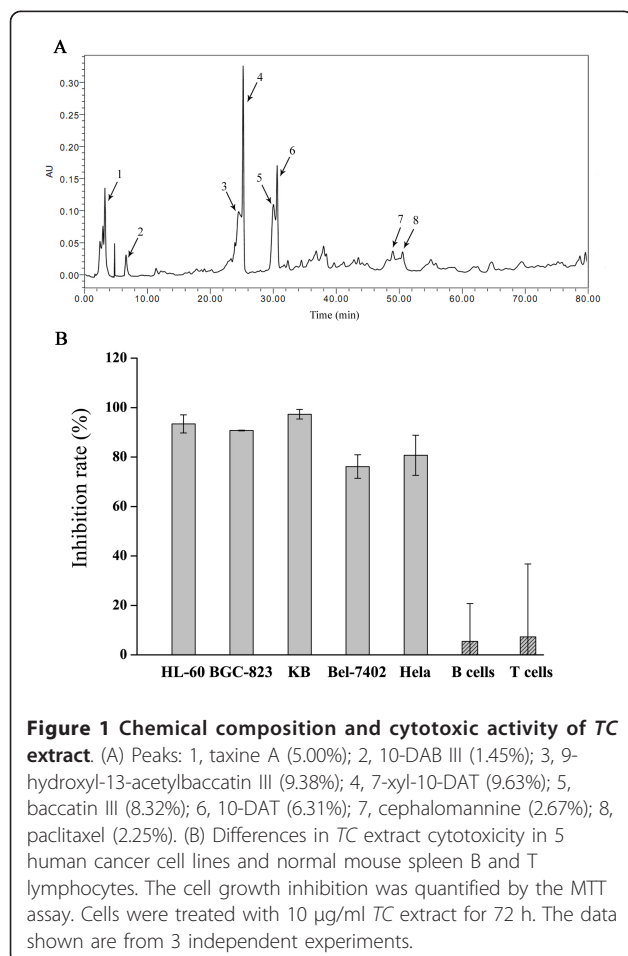 A
0.30
0.25
0.20
0.15
0.10
0.05
0.00
AU
1
2
3
4
5
6
7
8
0.00 10.00 20.00 30.00 40.00 50.00 60.00 70.00 80.00
Time (min)
B
120
100
80
60
40
20
0
Inhibition rate (%)
HL-60 BGC-823 KB Bel-7402 Hela B cells T cells
Figure 1 Chemical composition and cytotoxic activity of TC
extract. (A) Peaks: 1, taxine A (5.00%); 2, 10-DAB III (1.45%); 3, 9-
hydroxyl-13-acetylbaccatin III (9.38%); 4, 7-xyl-10-DAT (9.63%); 5,
baccatin III (8.32%); 6, 10-DAT (6.31%); 7, cephalomannine (2.67%); 8,
paclitaxel (2.25%). (B) Differences in TC extract cytotoxicity in 5
human cancer cell lines and normal mouse spleen B and T
lymphocytes. The cell growth inhibition was quantified by the MTT
assay. Cells were treated with 10 μg/ml TC extract for 72 h. The data
shown are from 3 independent experiments.